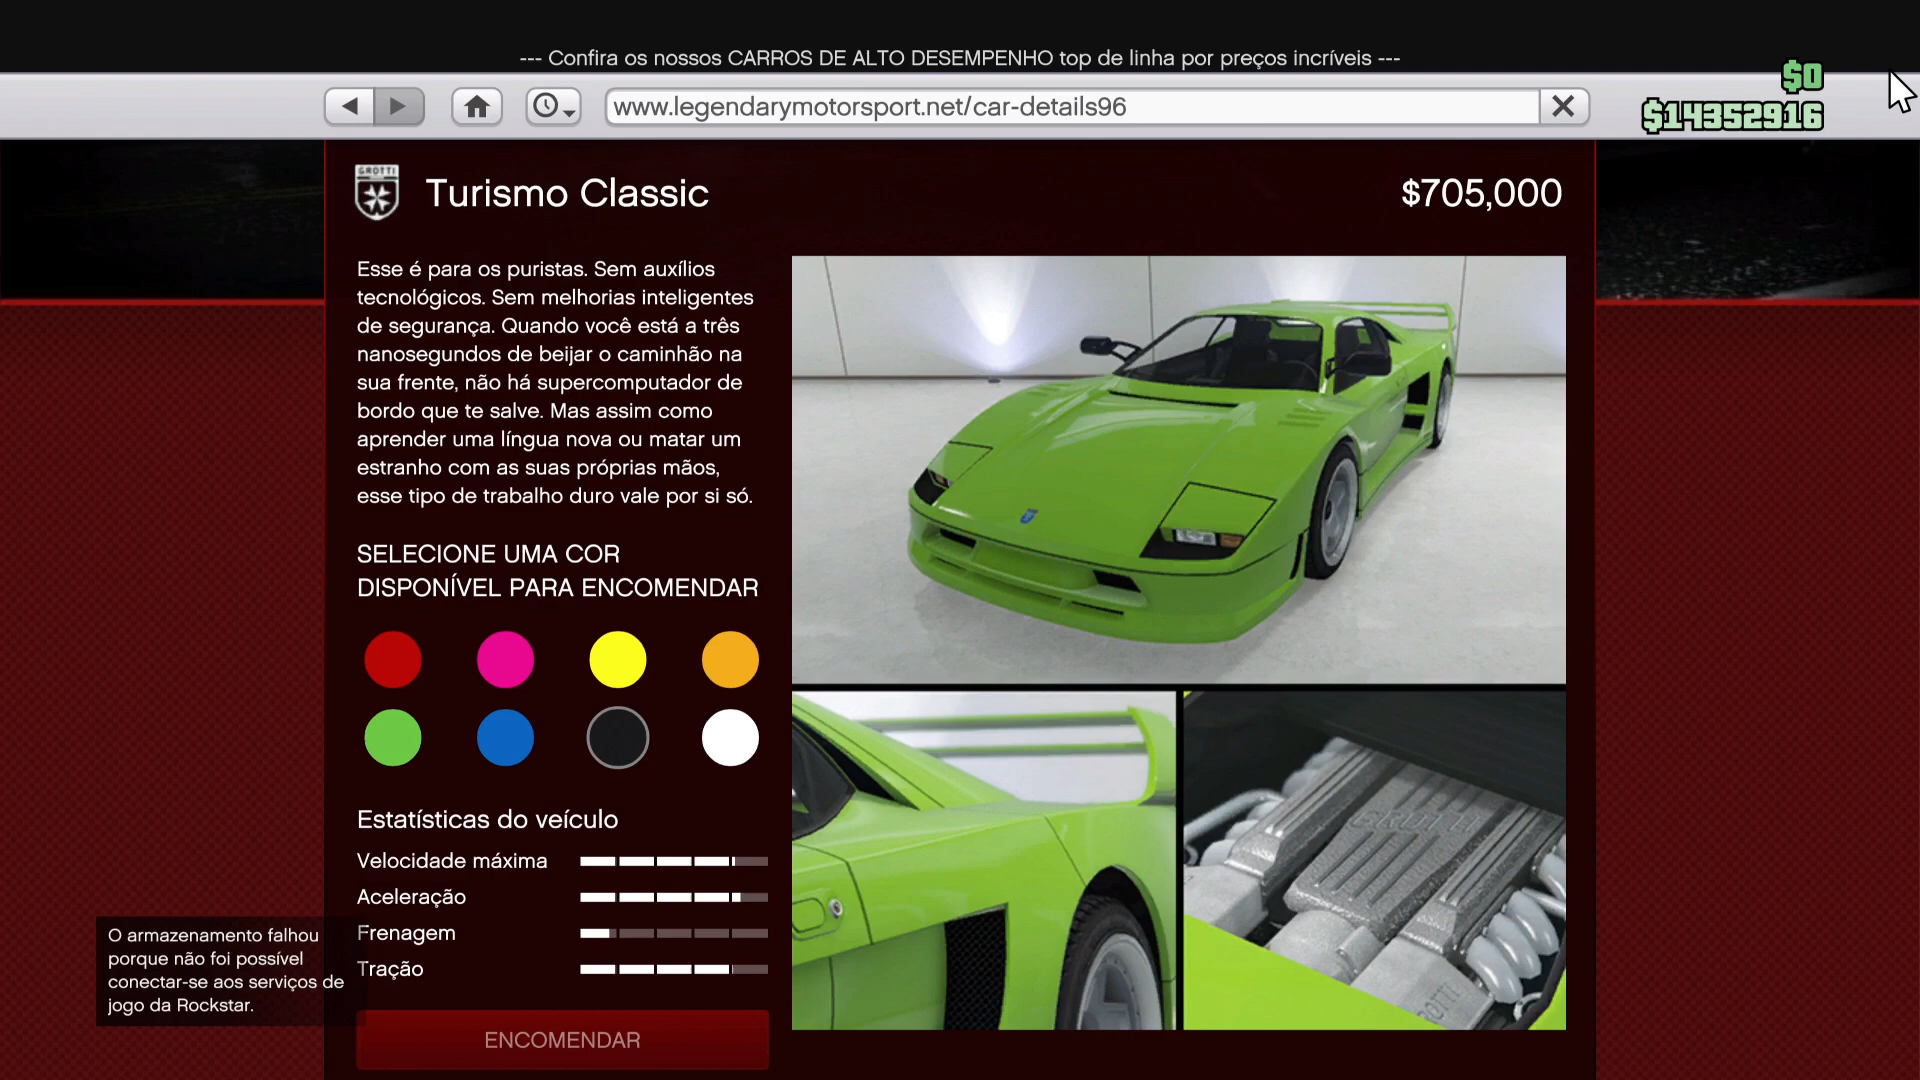 --- Confira os nossos CARROS DE ALTO DESEMPENHO top de linha por preços incríveis ---
$0
www.legendarymotorsport.net/car-details96
$14352916
GROTTI
Turismo Classic
$705,000
Esse é para os puristas. Sem auxílios
tecnológicos. Sem melhorias inteligentes
de segurança. Quando você está a três
nanosegundos de beijar o caminhão na
sua frente, não há supercomputador de
bordo que te salve. Mas assim como
aprender uma língua nova ou matar um
estranho com as suas próprias mãos,
esse tipo de trabalho duro vale por si só.
SELECIONE UMA COR
DISPONÍVEL PARA ENCOMENDAR
Estatísticas do veículo
Velocidade máxima
Aceleração
Frenagem
Tração
O armazenamento falhou
porque não foi possível
conectar-se aos serviços de
jogo da Rockstar.
ENCOMENDAR
GROTTI
GROTTI